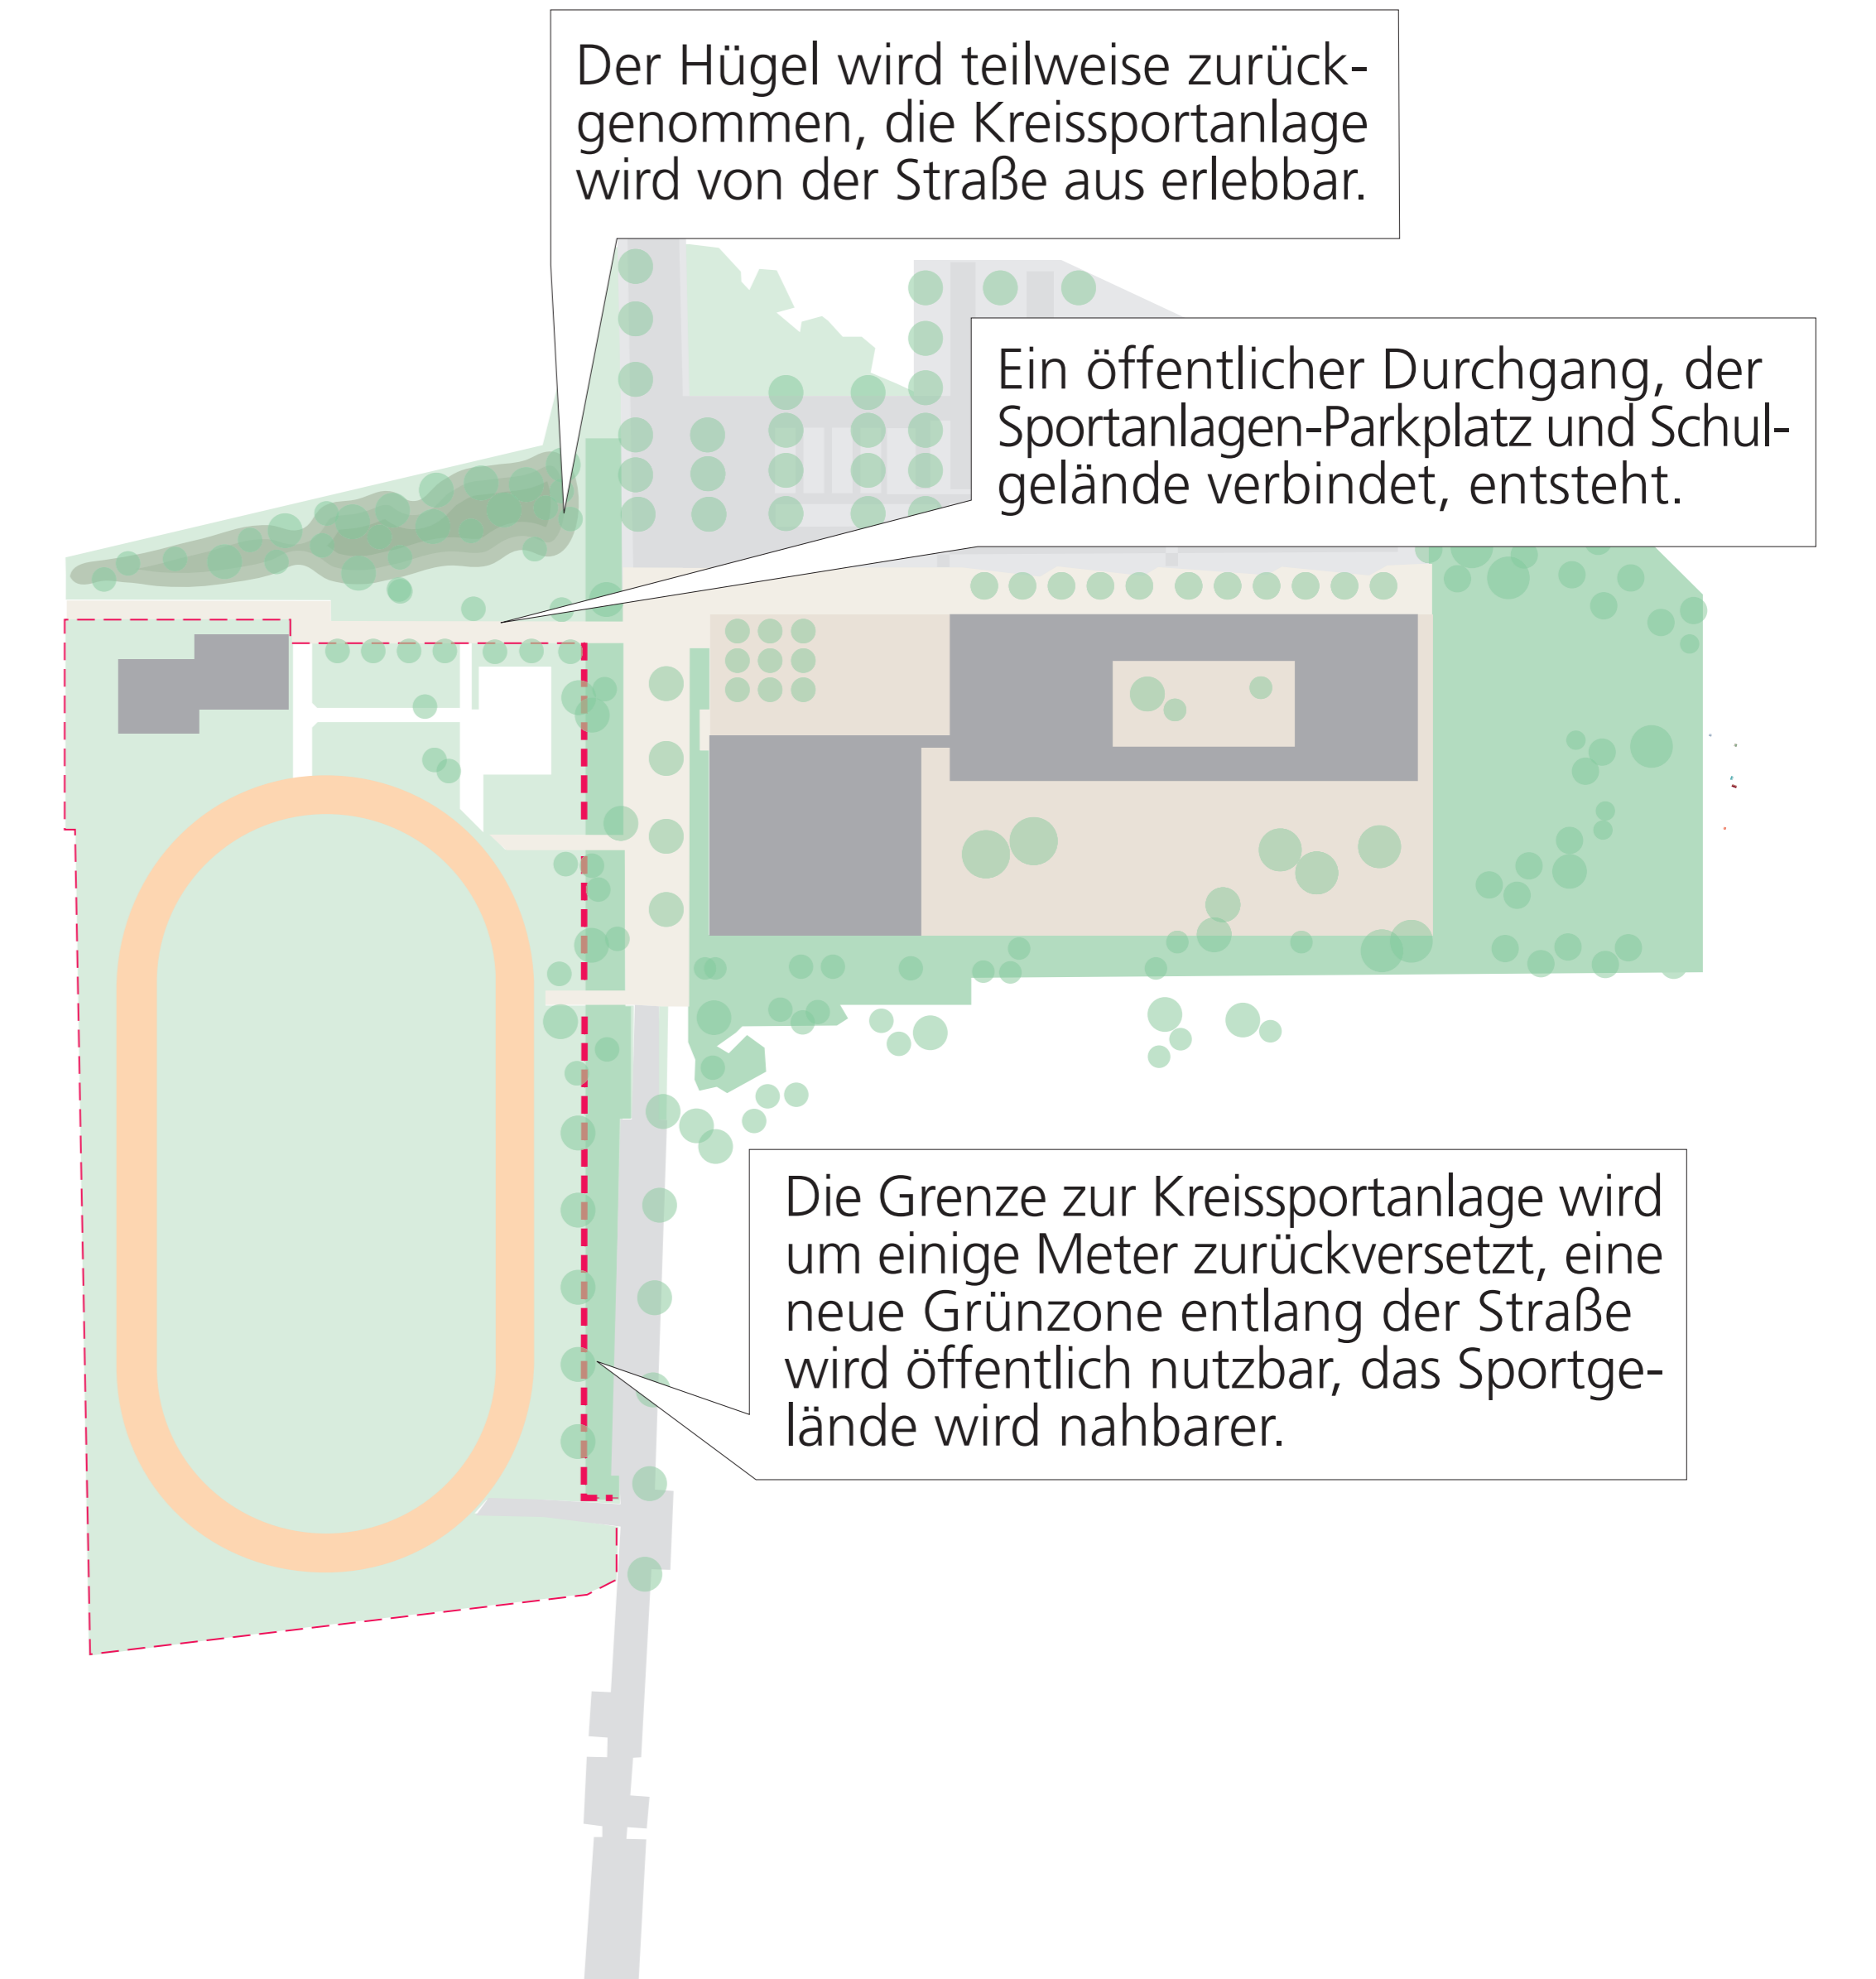 Der Hügel wird teilweise zurück-
genommen, die Kreissportanlage
wird von der Straße aus erlebbar.
Ein öffentlicher Durchgang, der
Sportanlagen-Parkplatz und Schul-
gelände verbindet, entsteht.
Die Grenze zur Kreissportanlage wird
um einige Meter zurückversetzt, eine
neue Grünzone entlang der Straße
wird öffentlich nutzbar, das Sportge-
lände wird nahbarer.